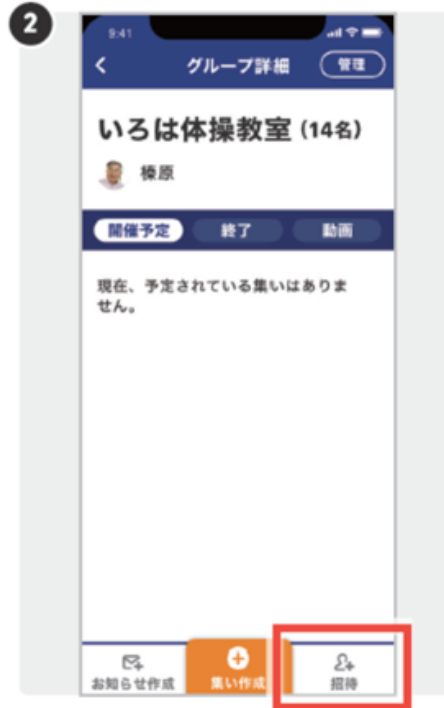 2
9:41
グループ詳細
管理
いろは体操教室 (14名)
榛原
開催予定
終了
動画
現在、予定されている集いはありま
せん。
お知らせ作成
集い作成
招待